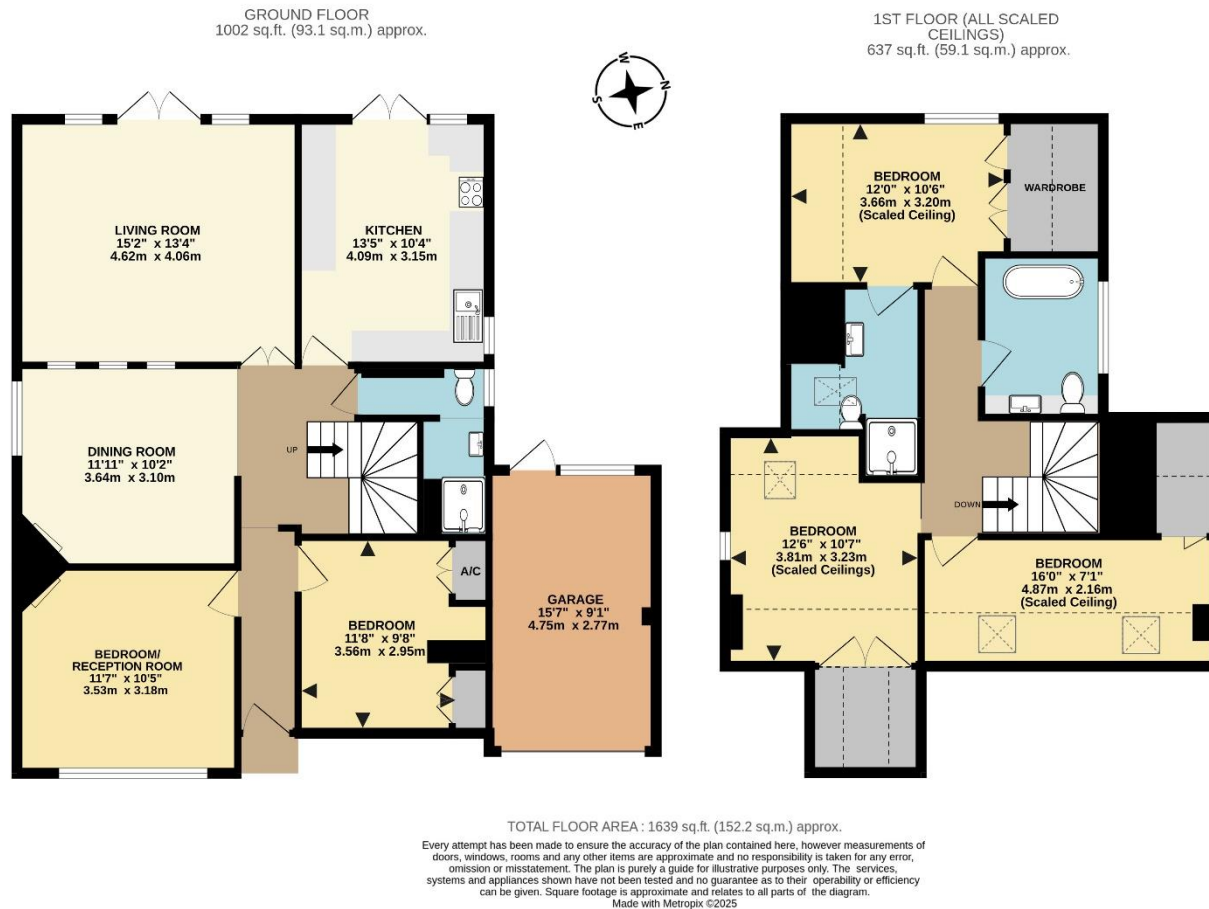 GROUND FLOOR
1002 sq.ft. (93.1 sq.m.) approx.
1ST FLOOR (ALL SCALED
CEILINGS)
637 sq.ft. (59.1 sq.m.) approx.
W
N
S
E
LIVING ROOM
15'2" x 13'4"
4.62m x 4.06m
KITCHEN
13'5" x 10'4"
4.09m x 3.15m
DINING ROOM
11'11" x 10'2"
3.64m x 3.10m
UP
BEDROOM/
RECEPTION ROOM
11'7" x 10'5"
3.53m x 3.18m
BEDROOM
11'8" x 9'8"
3.56m x 2.95m
A/C
GARAGE
15'7" x 9'1"
4.75m x 2.77m
BEDROOM
12'0" x 10'6"
3.66m x 3.20m
(Scaled Ceiling)
WARDROBE
BEDROOM
12'6" x 10'7"
3.81m x 3.23m
(Scaled Ceilings)
DOWN
BEDROOM
16'0" x 7'1"
4.87m x 2.16m
(Scaled Ceiling)
TOTAL FLOOR AREA : 1639 sq.ft. (152.2 sq.m.) approx.
Every attempt has been made to ensure the accuracy of the plan contained here, however measurements of
doors, windows, rooms and any other items are approximate and no responsibility is taken for any error,
omission or misstatement. The plan is purely a guide for illustrative purposes only. The services,
systems and appliances shown have not been tested and no guarantee as to their operability or efficiency
can be given. Square footage is approximate and relates to all parts of the diagram.
Made with Metropix ©2025